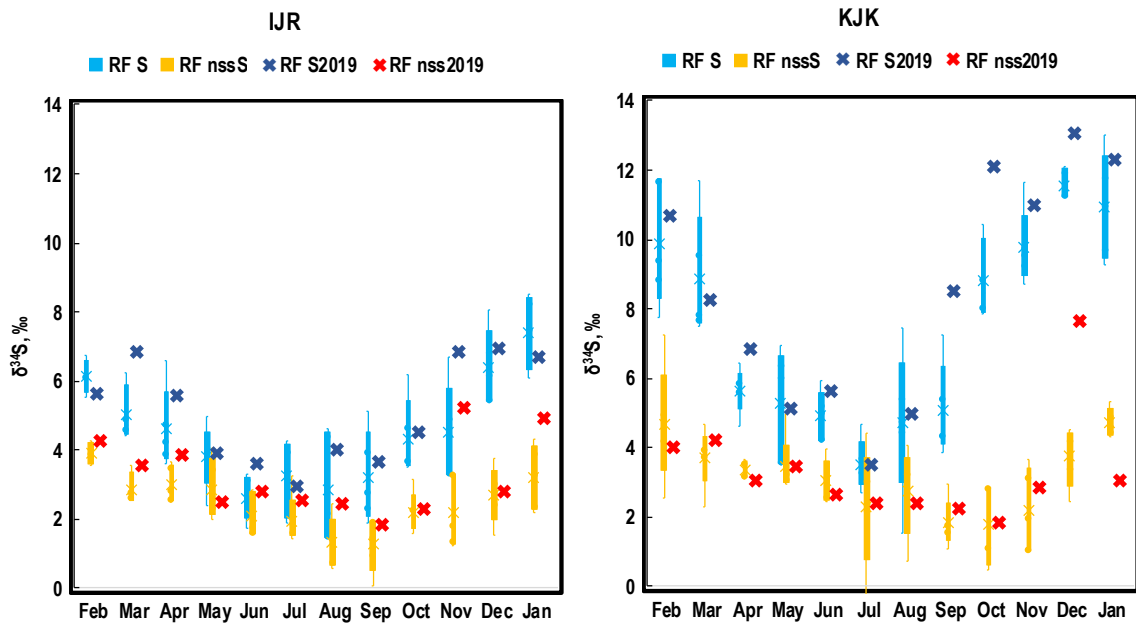 IJR
RF S RF nssS RF S2019 RF nss2019
14
12
10
8
6
4
2
0
δ³⁴S, ‰
Feb Mar Apr May Jun Jul Aug Sep Oct Nov Dec Jan
KJK
RF S RF nssS RF S2019 RF nss2019
14
12
10
8
6
4
2
0
δ³⁴S, ‰
Feb Mar Apr May Jun Jul Aug Sep Oct Nov Dec Jan